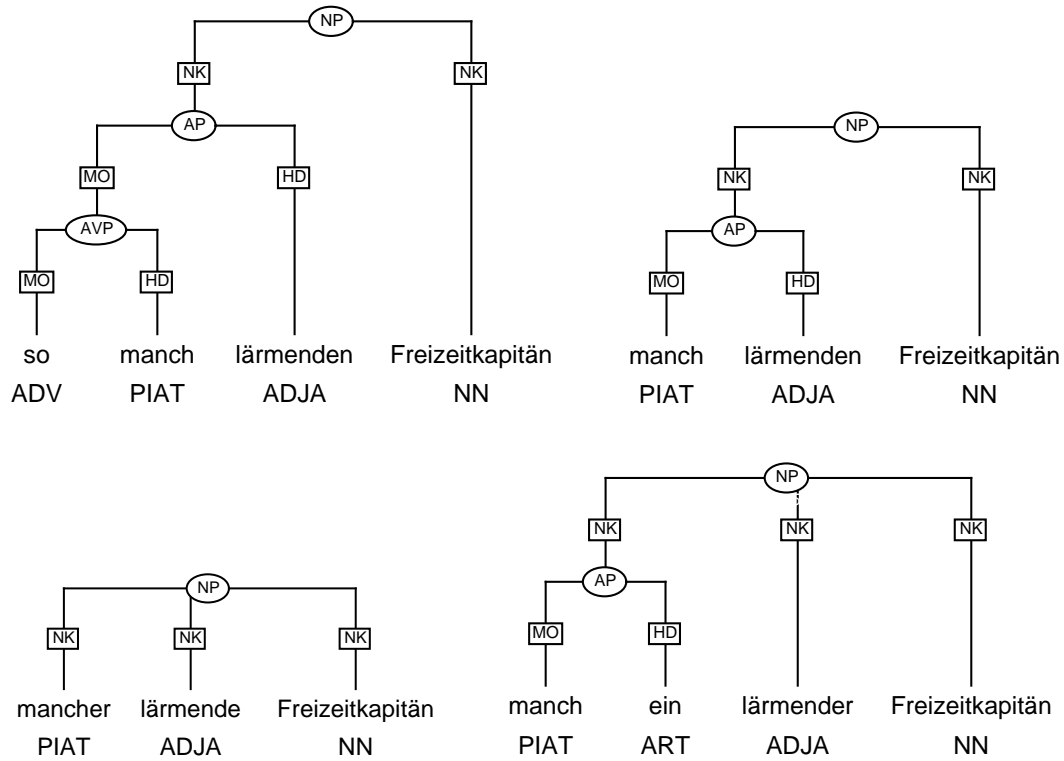 NP
NK NK
AP
MO HD
AVP
MO HD
so manch lärmenden Freizeitkapitän
ADV PIAT ADJA NN
NP
NK NK
AP
MO HD
manch lärmenden Freizeitkapitän
PIAT ADJA NN
NP
NK NK NK
mancher lärmende Freizeitkapitän
PIAT ADJA NN
NP
NK NK NK
AP
MO HD
manch ein lärmender Freizeitkapitän
PIAT ART ADJA NN